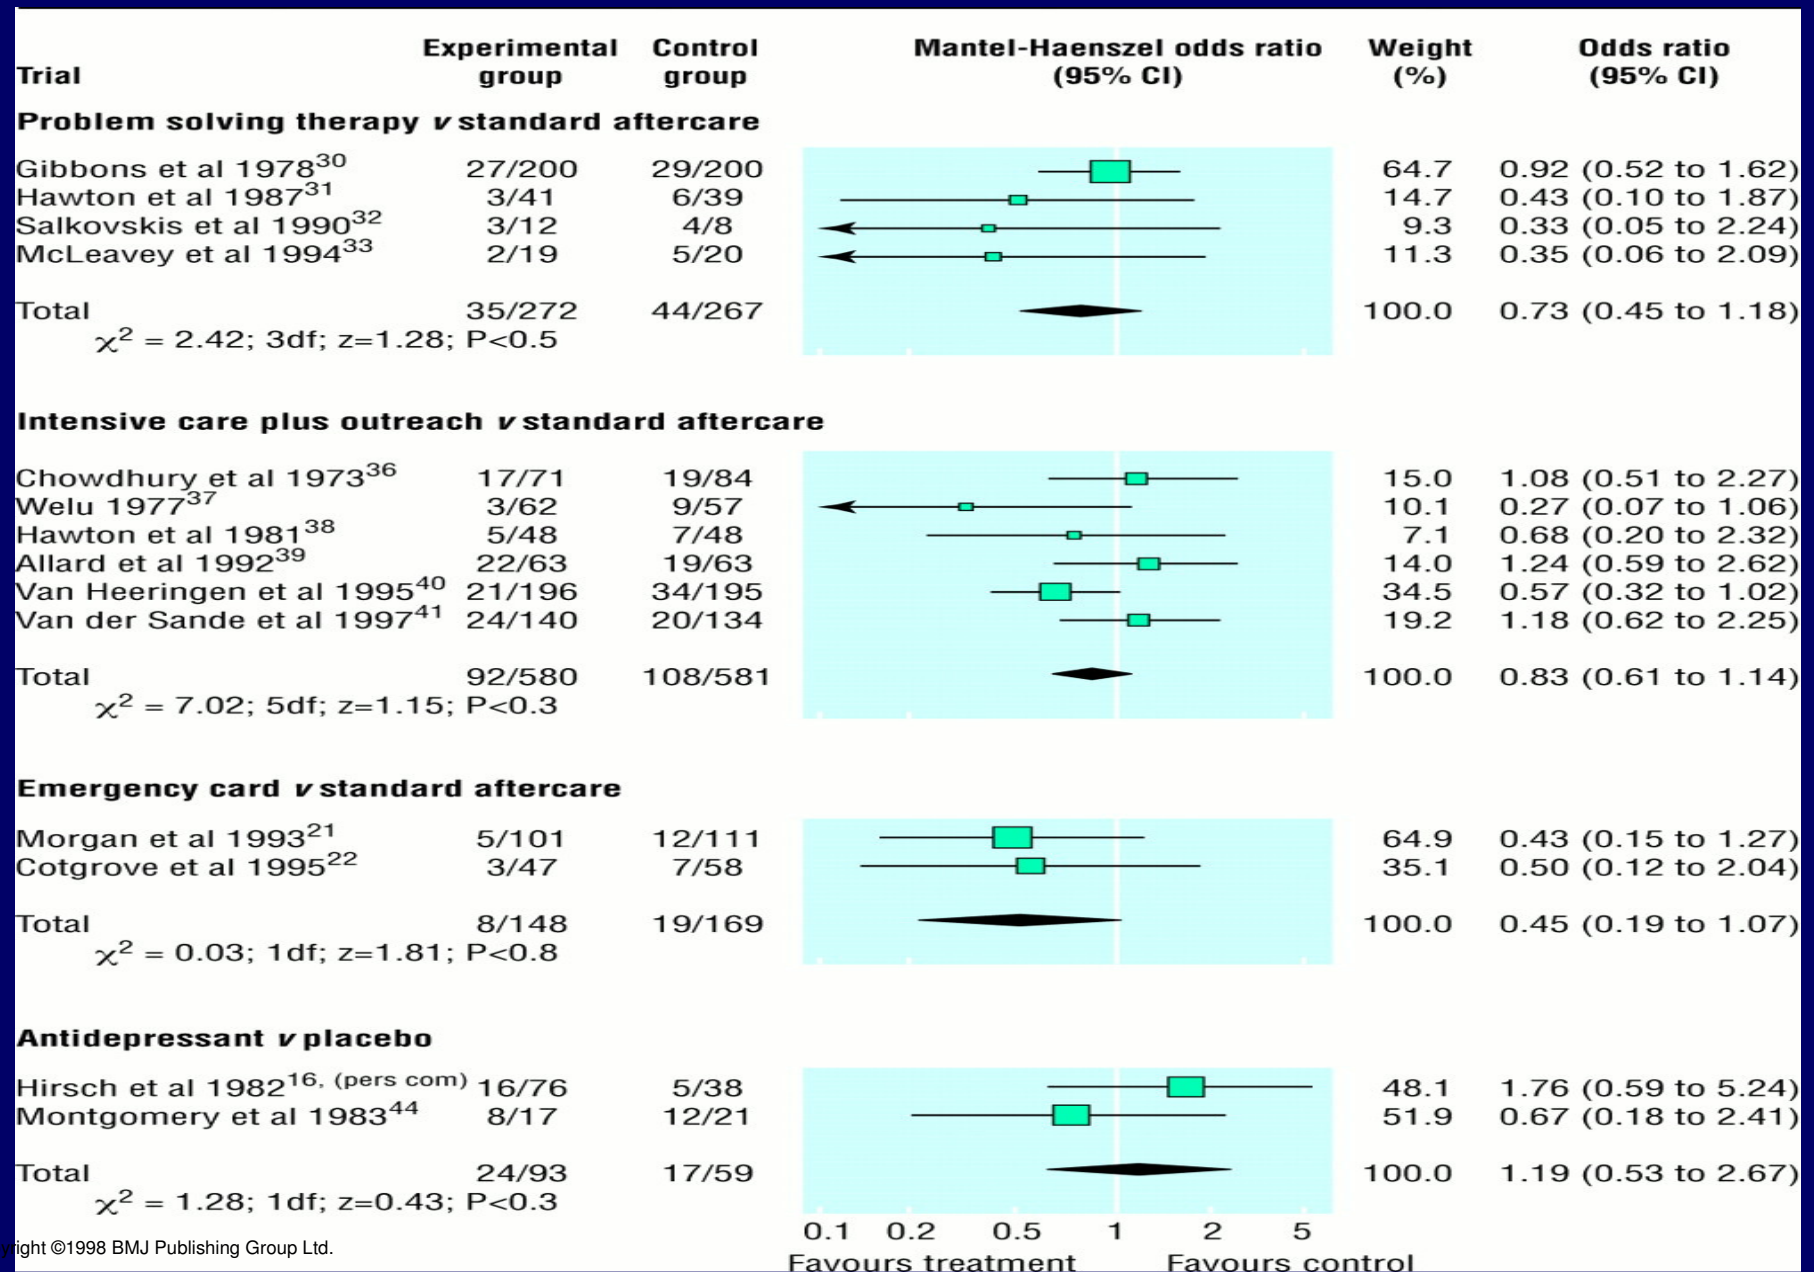 Trial Experimental group Control group Mantel-Haenszel odds ratio (95% CI) Weight (%) Odds ratio (95% CI)
Problem solving therapy v standard aftercare
Gibbons et al 1978³⁰ 27/200 29/200 64.7 0.92 (0.52 to 1.62)
Hawton et al 1987³¹ 3/41 6/39 14.7 0.43 (0.10 to 1.87)
Salkovskis et al 1990³² 3/12 4/8 9.3 0.33 (0.05 to 2.24)
McLeavey et al 1994³³ 2/19 5/20 11.3 0.35 (0.06 to 2.09)
Total 35/272 44/267 100.0 0.73 (0.45 to 1.18)
χ² = 2.42; 3df; z=1.28; P<0.5
Intensive care plus outreach v standard aftercare
Chowdhury et al 1973³⁶ 17/71 19/84 15.0 1.08 (0.51 to 2.27)
Welu 1977³⁷ 3/62 9/57 10.1 0.27 (0.07 to 1.06)
Hawton et al 1981³⁸ 5/48 7/48 7.1 0.68 (0.20 to 2.32)
Allard et al 1992³⁹ 22/63 19/63 14.0 1.24 (0.59 to 2.62)
Van Heeringen et al 1995⁴⁰ 21/196 34/195 34.5 0.57 (0.32 to 1.02)
Van der Sande et al 1997⁴¹ 24/140 20/134 19.2 1.18 (0.62 to 2.25)
Total 92/580 108/581 100.0 0.83 (0.61 to 1.14)
χ² = 7.02; 5df; z=1.15; P<0.3
Emergency card v standard aftercare
Morgan et al 1993²¹ 5/101 12/111 64.9 0.43 (0.15 to 1.27)
Cotgrove et al 1995²² 3/47 7/58 35.1 0.50 (0.12 to 2.04)
Total 8/148 19/169 100.0 0.45 (0.19 to 1.07)
χ² = 0.03; 1df; z=1.81; P<0.8
Antidepressant v placebo
Hirsch et al 1982¹⁶, (pers com) 16/76 5/38 48.1 1.76 (0.59 to 5.24)
Montgomery et al 1983⁴⁴ 8/17 12/21 51.9 0.67 (0.18 to 2.41)
Total 24/93 17/59 100.0 1.19 (0.53 to 2.67)
χ² = 1.28; 1df; z=0.43; P<0.3
0.1 0.2 0.5 1 2 5
Favours treatment Favours control
yright ©1998 BMJ Publishing Group Ltd.